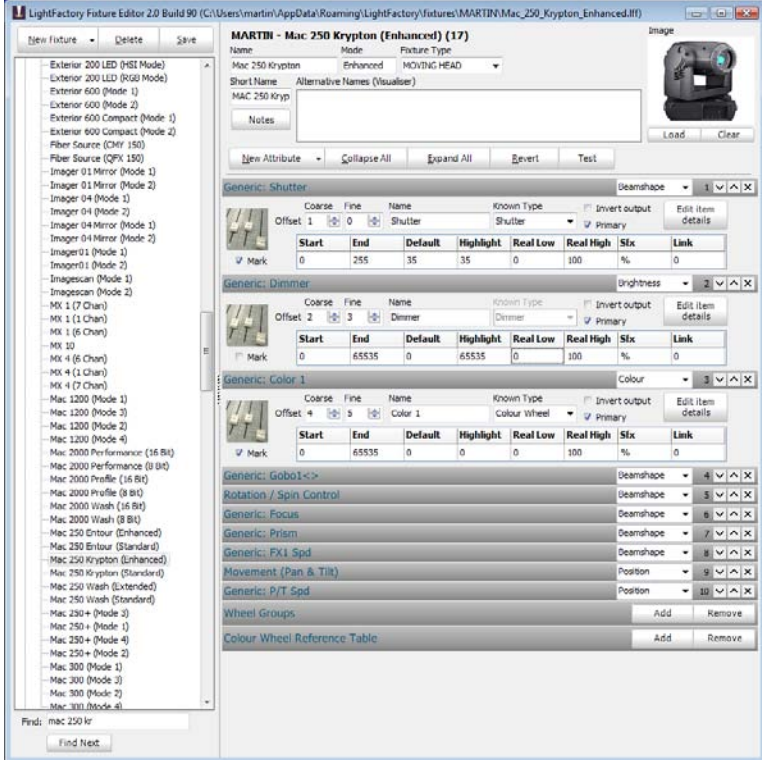 LightFactory Fixture Editor 2.0 Build 90 (C:\Users\martin\AppData\Roaming\LightFactory\fixtures\MARTIN\Mac_250_Krypton_Enhanced.lff)
New Fixture Delete Save
Exterior 200 LED (HSI Mode)
Exterior 200 LED (RGB Mode)
Exterior 600 (Mode 1)
Exterior 600 (Mode 2)
Exterior 600 Compact (Mode 1)
Exterior 600 Compact (Mode 2)
Fiber Source (CMY 150)
Fiber Source (QFX 150)
Imager 01 Mirror (Mode 1)
Imager 01 Mirror (Mode 2)
Imager 04 (Mode 1)
Imager 04 (Mode 2)
Imager 04 Mirror (Mode 1)
Imager 04 Mirror (Mode 2)
Imager01 (Mode 1)
Imager01 (Mode 2)
Imagescan (Mode 1)
Imagescan (Mode 2)
MX 1 (7 Chan)
MX 1 (1 Chan)
MX 1 (6 Chan)
MX 10
MX 4 (6 Chan)
MX 4 (1 Chan)
MX 4 (7 Chan)
Mac 1200 (Mode 1)
Mac 1200 (Mode 3)
Mac 1200 (Mode 2)
Mac 1200 (Mode 4)
Mac 2000 Performance (16 Bit)
Mac 2000 Performance (8 Bit)
Mac 2000 Profile (16 Bit)
Mac 2000 Profile (8 Bit)
Mac 2000 Wash (16 Bit)
Mac 2000 Wash (8 Bit)
Mac 250 Entour (Enhanced)
Mac 250 Entour (Standard)
Mac 250 Krypton (Enhanced)
Mac 250 Krypton (Standard)
Mac 250 Wash (Extended)
Mac 250 Wash (Standard)
Mac 250+ (Mode 3)
Mac 250+ (Mode 1)
Mac 250+ (Mode 4)
Mac 250+ (Mode 2)
Mac 300 (Mode 1)
Mac 300 (Mode 3)
Mac 300 (Mode 2)
Mac 300 (Mode 4)
Find: mac 250 kr
Find Next
MARTIN - Mac 250 Krypton (Enhanced) (17)
Name Mode Fixture Type
Mac 250 Krypton Enhanced MOVING HEAD
Short Name Alternative Names (Visualiser)
MAC 250 Kryp
Notes
Image
Load Clear
New Attribute Collapse All Expand All Revert Test
Generic: Shutter Beamshape 1
Coarse Fine Name Known Type Invert output Edit item details
Offset 1 0 Shutter Shutter Primary
Start End Default Highlight Real Low Real High Sfx Link
Mark 0 255 35 35 0 100 % 0
Generic: Dimmer Brightness 2
Coarse Fine Name Known Type Invert output Edit item details
Offset 2 3 Dimmer Dimmer Primary
Start End Default Highlight Real Low Real High Sfx Link
Mark 0 65535 0 65535 0 100 % 0
Generic: Color 1 Colour 3
Coarse Fine Name Known Type Invert output Edit item details
Offset 4 5 Color 1 Colour Wheel Primary
Start End Default Highlight Real Low Real High Sfx Link
Mark 0 65535 0 0 0 100 % 0
Generic: Gobo1<> Beamshape 4
Rotation / Spin Control Beamshape 5
Generic: Focus Beamshape 6
Generic: Prism Beamshape 7
Generic: FX1 Spd Beamshape 8
Movement (Pan & Tilt) Position 9
Generic: P/T Spd Position 10
Wheel Groups Add Remove
Colour Wheel Reference Table Add Remove